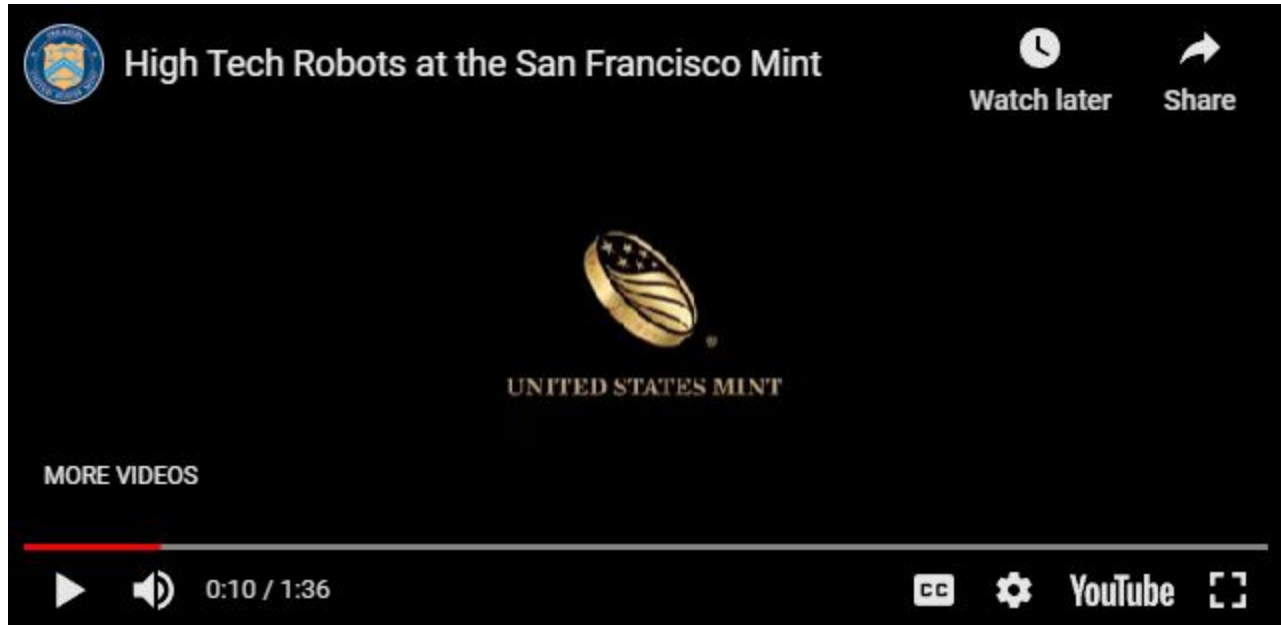 High Tech Robots at the San Francisco Mint
Watch later
Share
®
UNITED STATES MINT
MORE VIDEOS
0:10 / 1:36
CC
YouTube